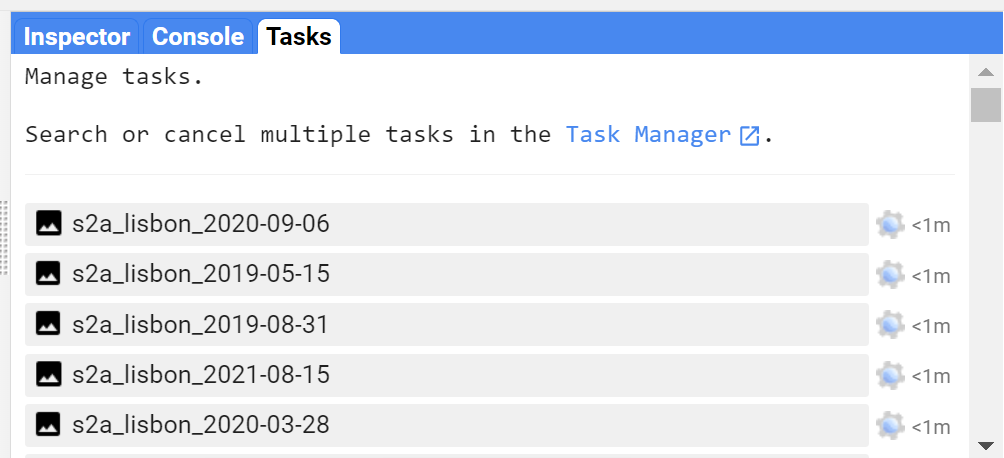 Inspector Console Tasks
Manage tasks.
Search or cancel multiple tasks in the Task Manager.
s2a_lisbon_2020-09-06 <1m
s2a_lisbon_2019-05-15 <1m
s2a_lisbon_2019-08-31 <1m
s2a_lisbon_2021-08-15 <1m
s2a_lisbon_2020-03-28 <1m